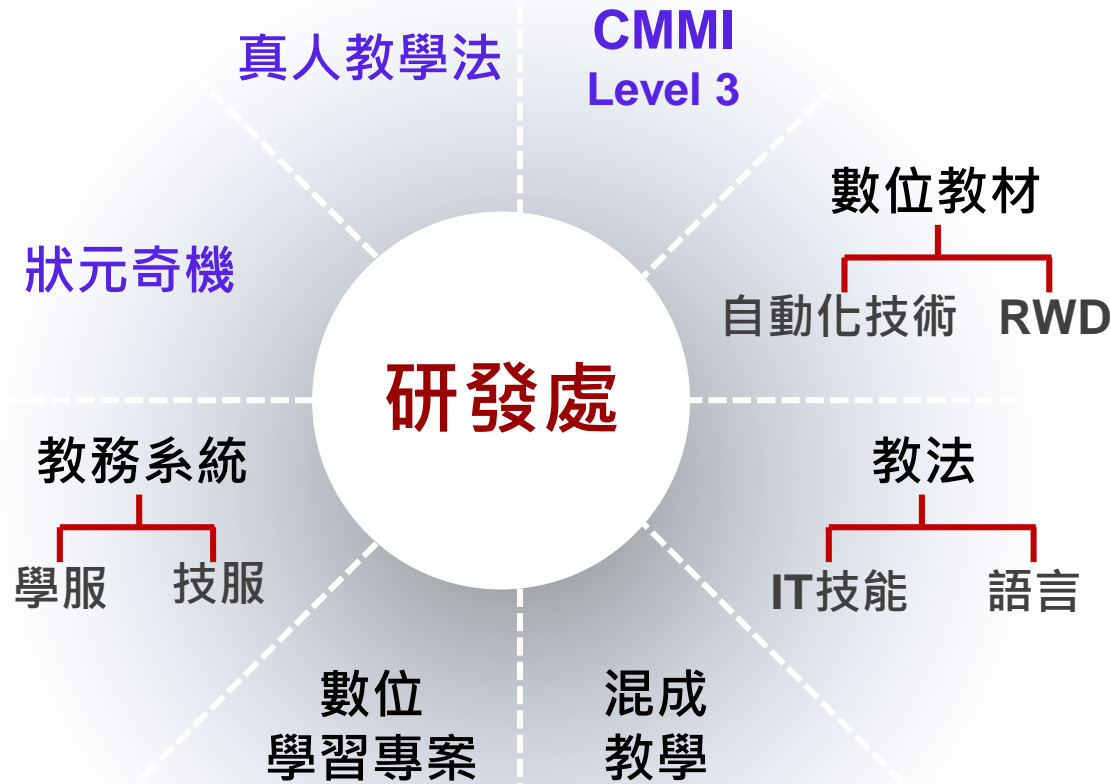 真人教學法
CMMI
Level 3
數位教材
自動化技術
RWD
狀元奇機
研發處
教務系統
學服
技服
教法
IT技能
語言
數位
學習專案
混成
教學